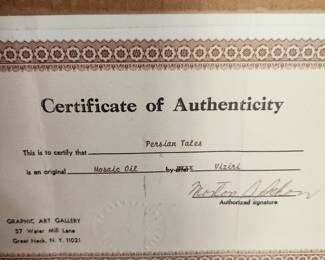 Certificate of Authenticity
This is to certify that Persian Tales
is an original Mosaic Oil by Viziri
Authorized signature
GRAPHIC ART GALLERY
57 Water Mill Lane
Great Neck, N. Y. 11021